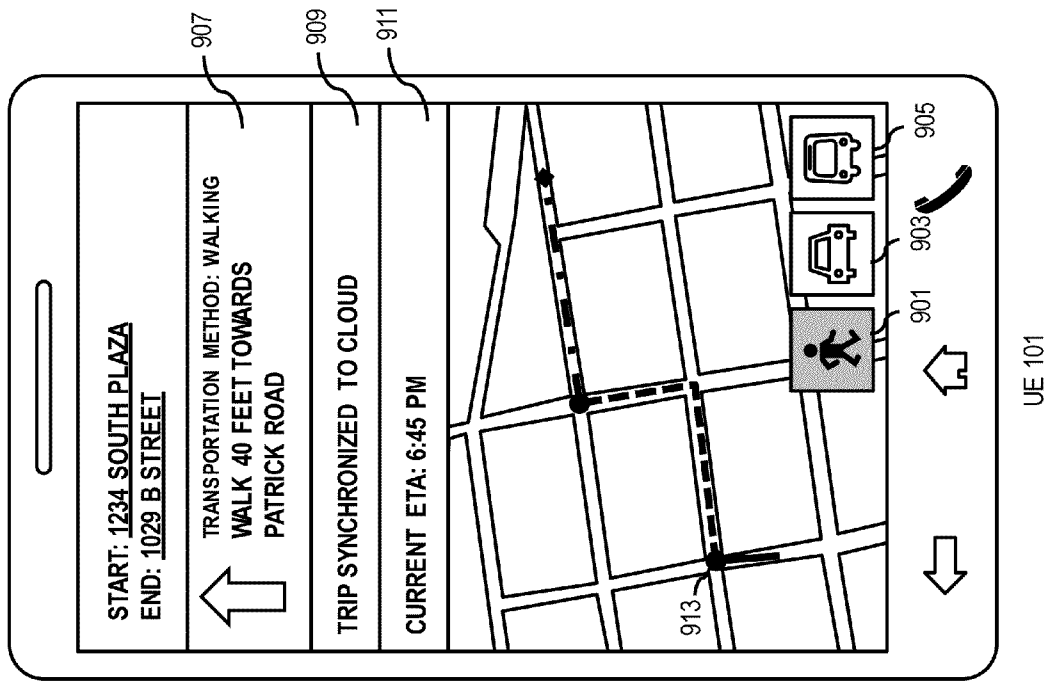 START: 1234 SOUTH PLAZA
END: 1029 B STREET
TRANSPORTATION METHOD: WALKING
WALK 40 FEET TOWARDS
PATRICK ROAD
907
TRIP SYNCHRONIZED TO CLOUD
909
CURRENT ETA: 6:45 PM
911
913
901
903
905
UE 101